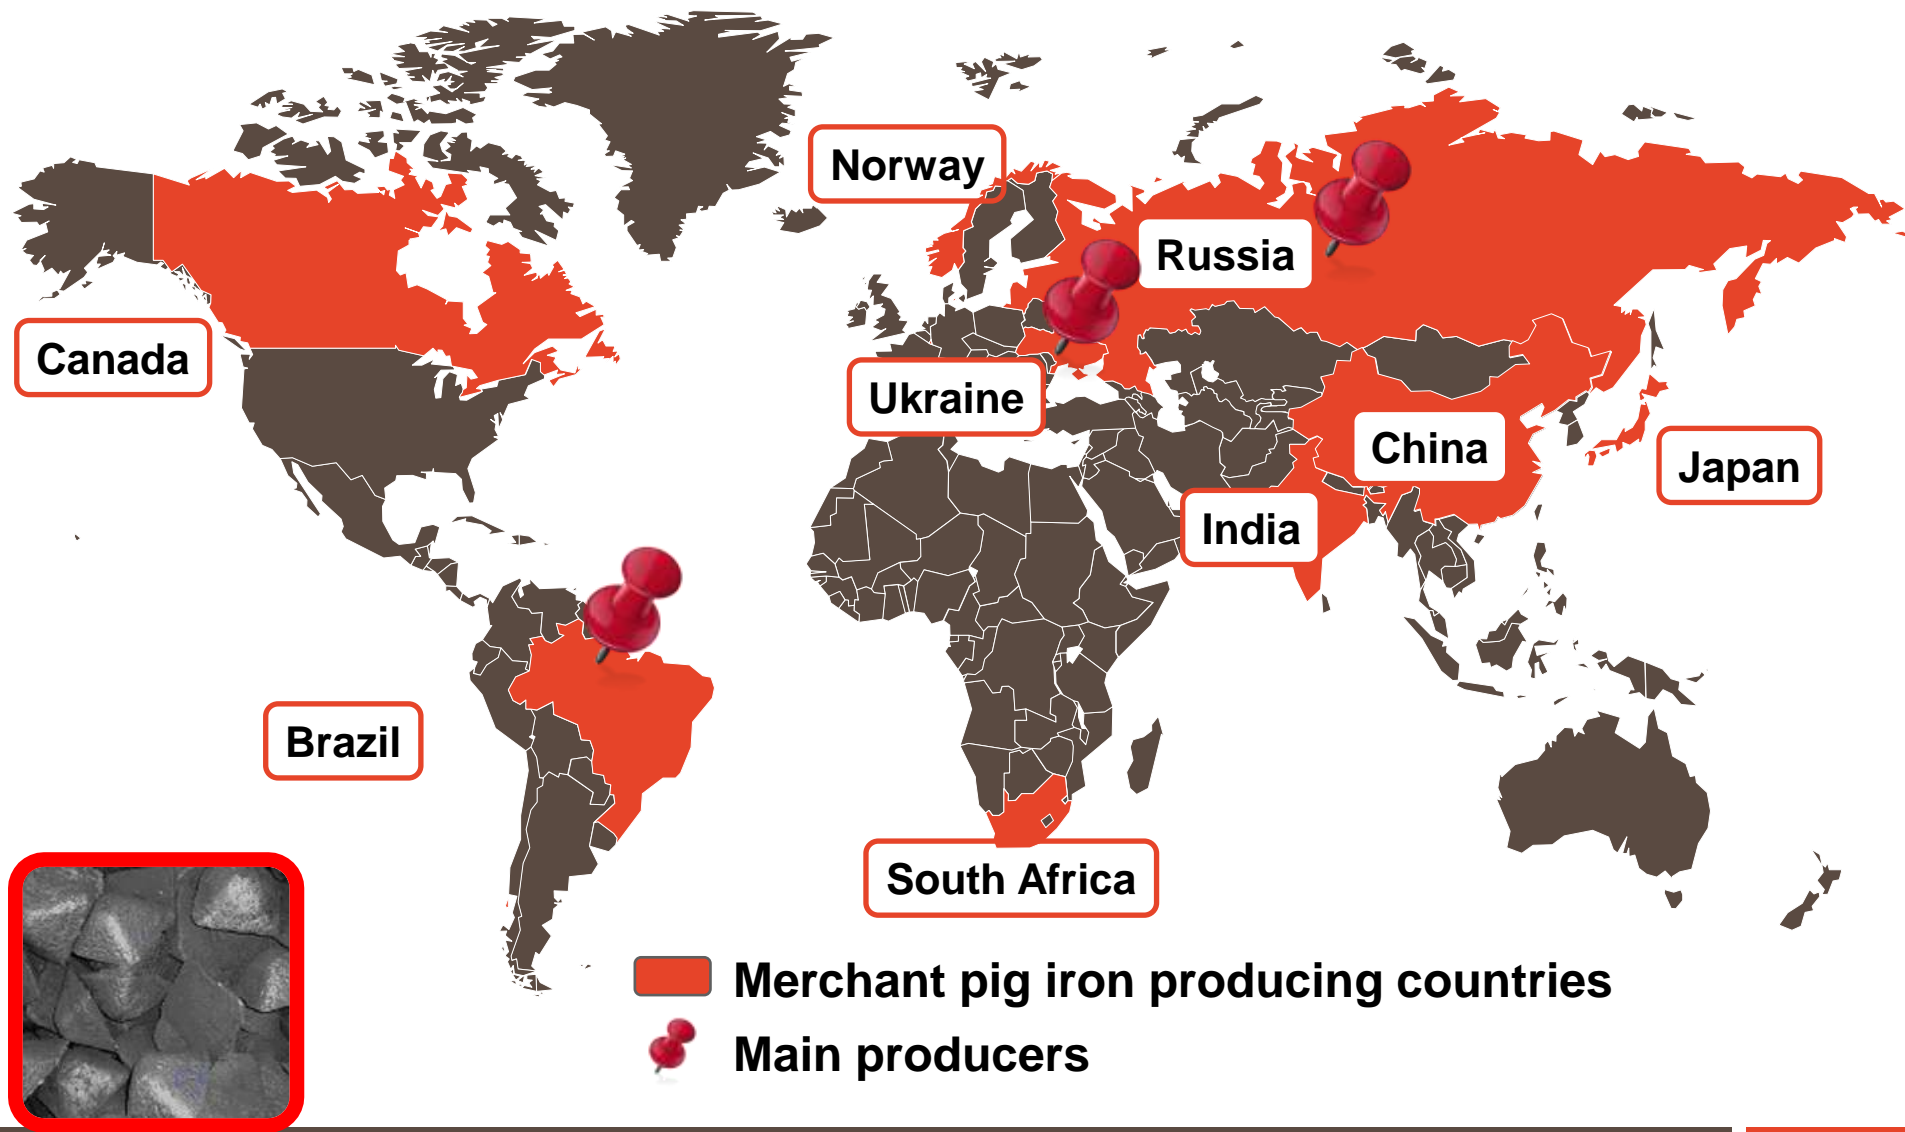 Norway
Russia
Canada
Ukraine
China
Japan
India
Brazil
South Africa
Merchant pig iron producing countries
Main producers